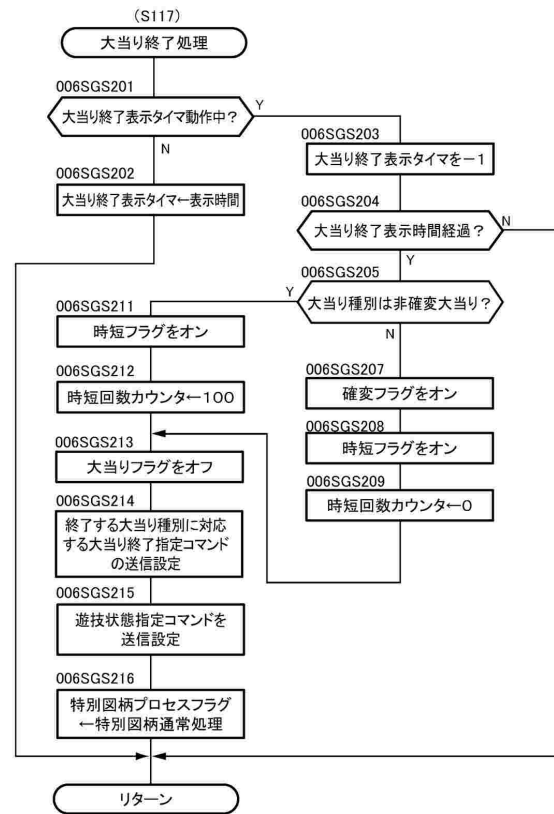 (S117)
大当り終了処理
006SGS201
大当り終了表示タイマ動作中？
Y
N
006SGS202
大当り終了表示タイマ←表示時間
006SGS203
大当り終了表示タイマを－1
006SGS204
大当り終了表示時間経過？
N
Y
006SGS205
大当り種別は非確変大当り？
Y
N
006SGS207
確変フラグをオン
006SGS208
時短フラグをオン
006SGS209
時短回数カウンタ←0
006SGS211
時短フラグをオン
006SGS212
時短回数カウンタ←100
006SGS213
大当りフラグをオフ
006SGS214
終了する大当り種別に対応
する大当り終了指定コマンド
の送信設定
006SGS215
遊技状態指定コマンドを
送信設定
006SGS216
特別図柄プロセスフラグ
←特別図柄通常処理
リターン